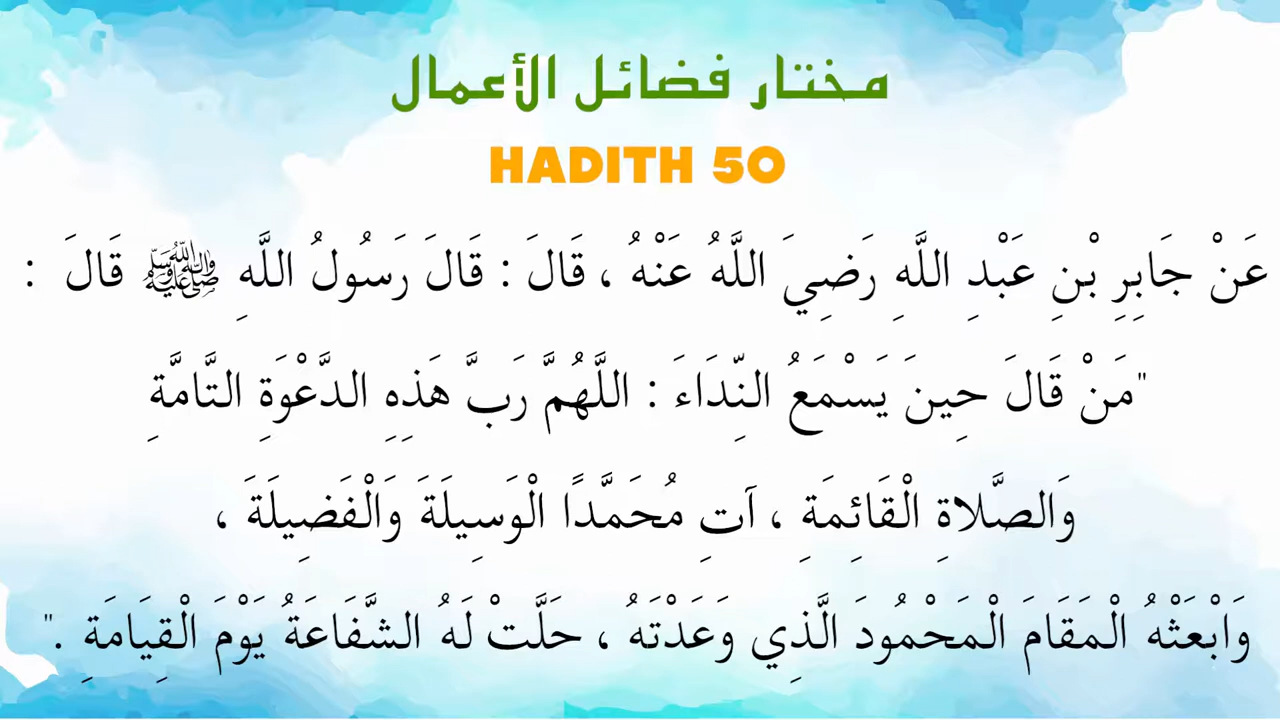 مختار فضائل الأعمال
HADITH 50
عَنْ جَابِرِ بْنِ عَبْدِ اللَّهِ رَضِيَ اللَّهُ عَنْهُ ، قَالَ : قَالَ رَسُولُ اللَّهِ ﷺ قَالَ :
"مَنْ قَالَ حِينَ يَسْمَعُ النِّدَاءَ : اللَّهُمَّ رَبَّ هَذِهِ الدَّعْوَةِ التَّامَّةِ
وَالصَّلاةِ الْقَائِمَةِ ، آتِ مُحَمَّدًا الْوَسِيلَةَ وَالْفَضِيلَةَ ،
وَابْعَثْهُ الْمَقَامَ الْمَحْمُودَ الَّذِي وَعَدْتَهُ ، حَلَّتْ لَهُ الشَّفَاعَةُ يَوْمَ الْقِيَامَةِ ."